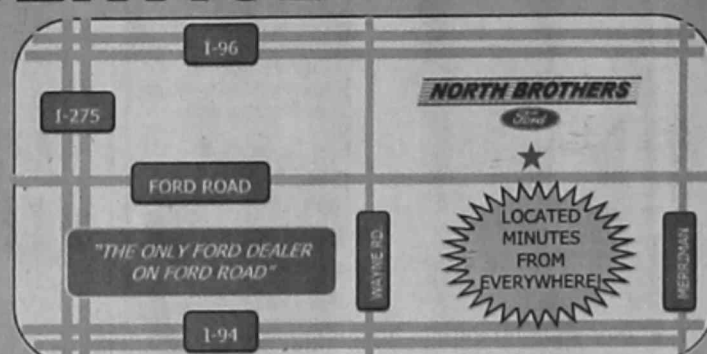 I-96
NORTH BROTHERS
Ford
I-275
FORD ROAD
LOCATED
MINUTES
FROM
EVERYWHERE!
"THE ONLY FORD DEALER
ON FORD ROAD"
WAYNE RD.
MERRIMAN
I-94